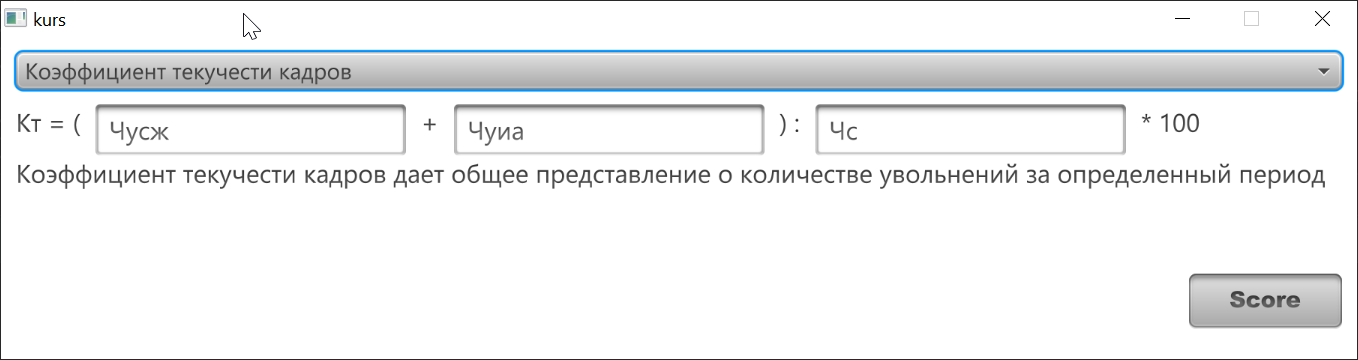 kurs
Коэффициент текучести кадров
Кт = ( Чусж + Чуиа ) : Чс * 100
Коэффициент текучести кадров дает общее представление о количестве увольнений за определенный период
Score